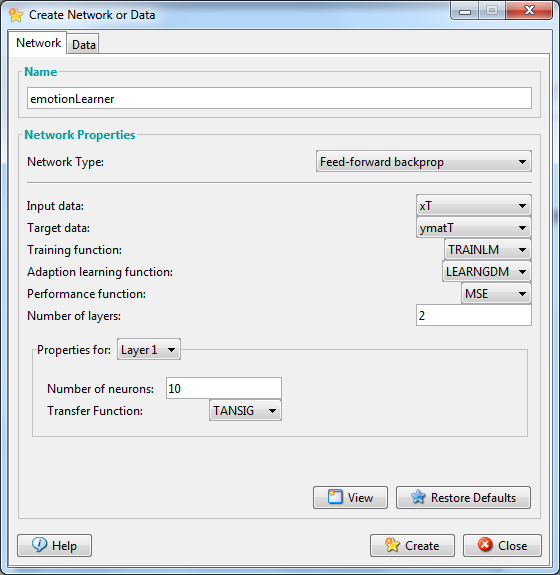 Create Network or Data
Network Data
Name
emotionLearner
Network Properties
Network Type: Feed-forward backprop
Input data: xT
Target data: ymatT
Training function: TRAINLM
Adaption learning function: LEARNGDM
Performance function: MSE
Number of layers: 2
Properties for: Layer 1
Number of neurons: 10
Transfer Function: TANSIG
View Restore Defaults
Help Create Close